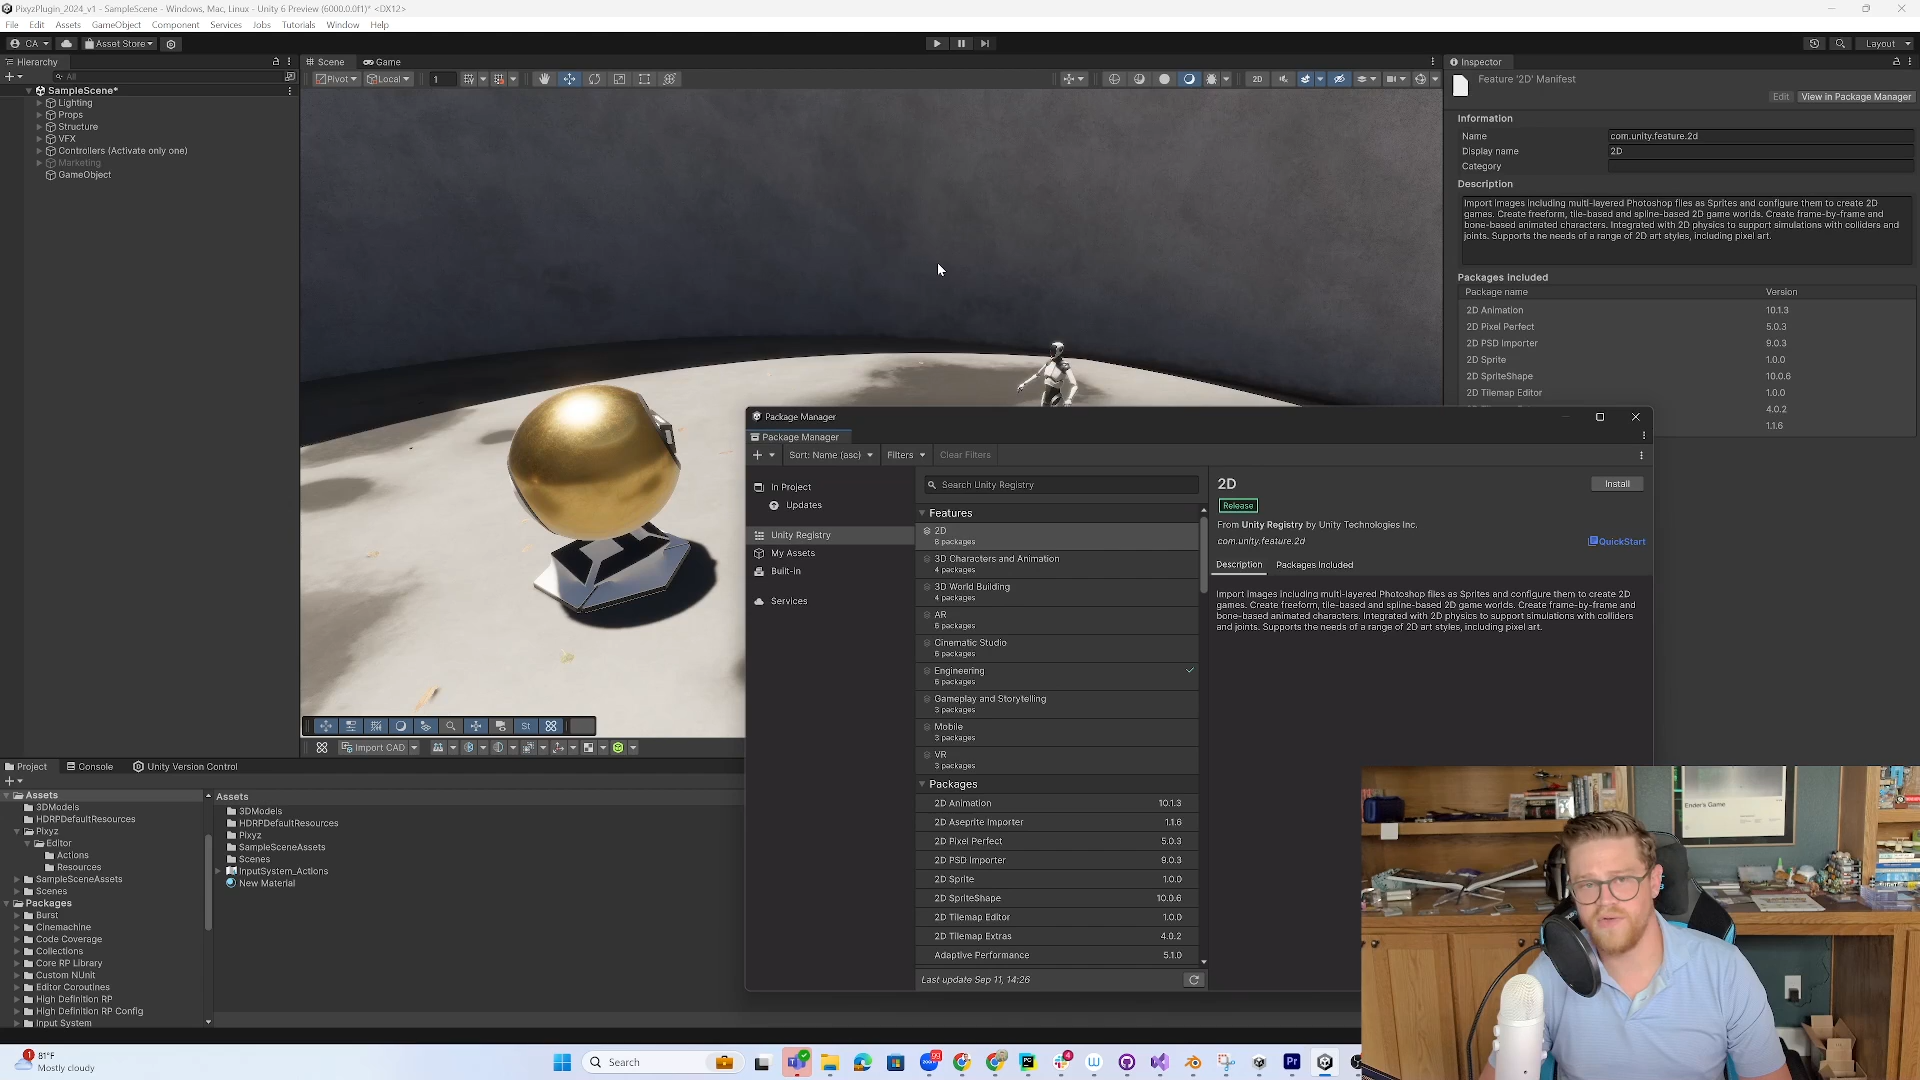 PixyzPlugin_2024_v1 - SampleScene - Windows, Mac, Linux - Unity 6 Preview (6000.0.0f1)* <DX12>
File Edit Assets GameObject Component Services Jobs Tutorials Window Help
CA Asset Store Layout
Hierarchy
All
SampleScene*
Lighting
Props
Structure
VFX
Controllers (Activate only one)
Marketing
GameObject
Scene Game
Pivot Local 1 2D
St
Import CAD
Inspector
Feature '2D' Manifest
Edit View in Package Manager
Information
Name com.unity.feature.2d
Display name 2D
Category
Description
Import images including multi-layered Photoshop files as Sprites and configure them to create 2D
games. Create freeform, tile-based and spline-based 2D game worlds. Create frame-by-frame and
bone-based animated characters. Integrated with 2D physics to support simulations with colliders and
joints. Supports the needs of a range of 2D art styles, including pixel art.
Packages included
Package name Version
2D Animation 10.1.3
2D Pixel Perfect 5.0.3
2D PSD Importer 9.0.3
2D Sprite 1.0.0
2D SpriteShape 10.0.6
2D Tilemap Editor 1.0.0
4.0.2
1.1.6
Package Manager
Package Manager
Sort: Name (asc) Filters Clear Filters
In Project
Updates
Unity Registry
My Assets
Built-in
Services
Search Unity Registry
Features
2D
8 packages
3D Characters and Animation
4 packages
3D World Building
4 packages
AR
6 packages
Cinematic Studio
6 packages
Engineering
6 packages
Gameplay and Storytelling
3 packages
Mobile
3 packages
VR
3 packages
Packages
2D Animation 10.1.3
2D Aseprite Importer 1.1.6
2D Pixel Perfect 5.0.3
2D PSD Importer 9.0.3
2D Sprite 1.0.0
2D SpriteShape 10.0.6
2D Tilemap Editor 1.0.0
2D Tilemap Extras 4.0.2
Adaptive Performance 5.1.0
Last update Sep 11, 14:26
2D
Install
Release
From Unity Registry by Unity Technologies Inc.
com.unity.feature.2d
QuickStart
Description Packages Included
Import images including multi-layered Photoshop files as Sprites and configure them to create 2D
games. Create freeform, tile-based and spline-based 2D game worlds. Create frame-by-frame and
bone-based animated characters. Integrated with 2D physics to support simulations with colliders
and joints. Supports the needs of a range of 2D art styles, including pixel art.
Project Console Unity Version Control
Assets
3DModels
HDRPDefaultResources
Pixyz
Editor
Actions
Resources
SampleSceneAssets
Scenes
Packages
Burst
Cinemachine
Code Coverage
Collections
Core RP Library
Custom NUnit
Editor Coroutines
High Definition RP
High Definition RP Config
Input System
Assets
3DModels
HDRPDefaultResources
Pixyz
SampleSceneAssets
Scenes
InputSystem_Actions
New Material
Ender's Game
1
81°F
Mostly cloudy
Search
4
Pr